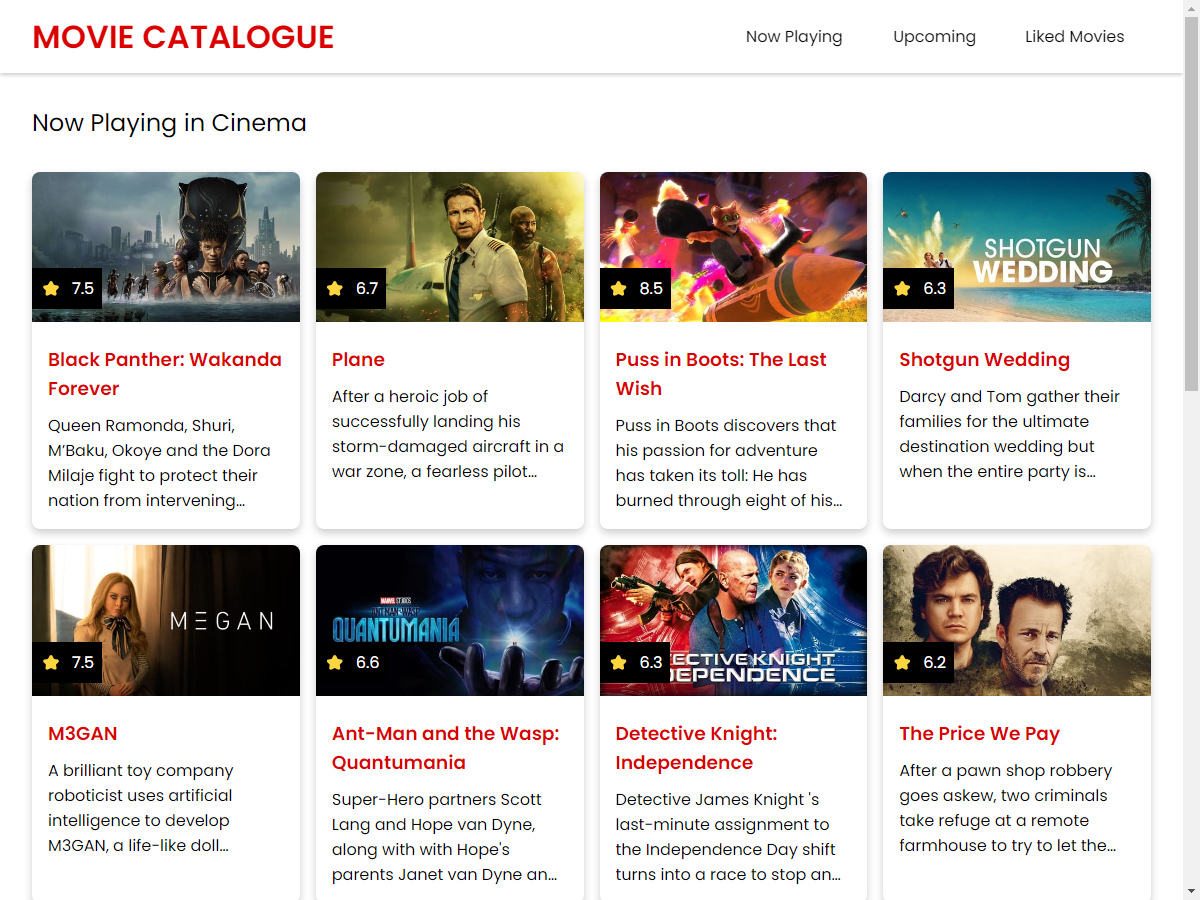 MOVIE CATALOGUE
Now Playing
Upcoming
Liked Movies
Now Playing in Cinema
7.5
6.7
8.5
SHOTGUN
WEDDING
6.3
Black Panther: Wakanda
Forever
Queen Ramonda, Shuri,
M’Baku, Okoye and the Dora
Milaje fight to protect their
nation from intervening...
Plane
After a heroic job of
successfully landing his
storm-damaged aircraft in a
war zone, a fearless pilot...
Puss in Boots: The Last
Wish
Puss in Boots discovers that
his passion for adventure
has taken its toll: He has
burned through eight of his...
Shotgun Wedding
Darcy and Tom gather their
families for the ultimate
destination wedding but
when the entire party is...
MEGAN
7.5
MARVEL STUDIOS
ANT-MAN AND THE WASP
QUANTUMANIA
6.6
ECTIVE KNIGHT
DEPENDENCE
6.3
6.2
M3GAN
A brilliant toy company
roboticist uses artificial
intelligence to develop
M3GAN, a life-like doll...
Ant-Man and the Wasp:
Quantumania
Super-Hero partners Scott
Lang and Hope van Dyne,
along with with Hope's
parents Janet van Dyne an...
Detective Knight:
Independence
Detective James Knight 's
last-minute assignment to
the Independence Day shift
turns into a race to stop an...
The Price We Pay
After a pawn shop robbery
goes askew, two criminals
take refuge at a remote
farmhouse to try to let the...